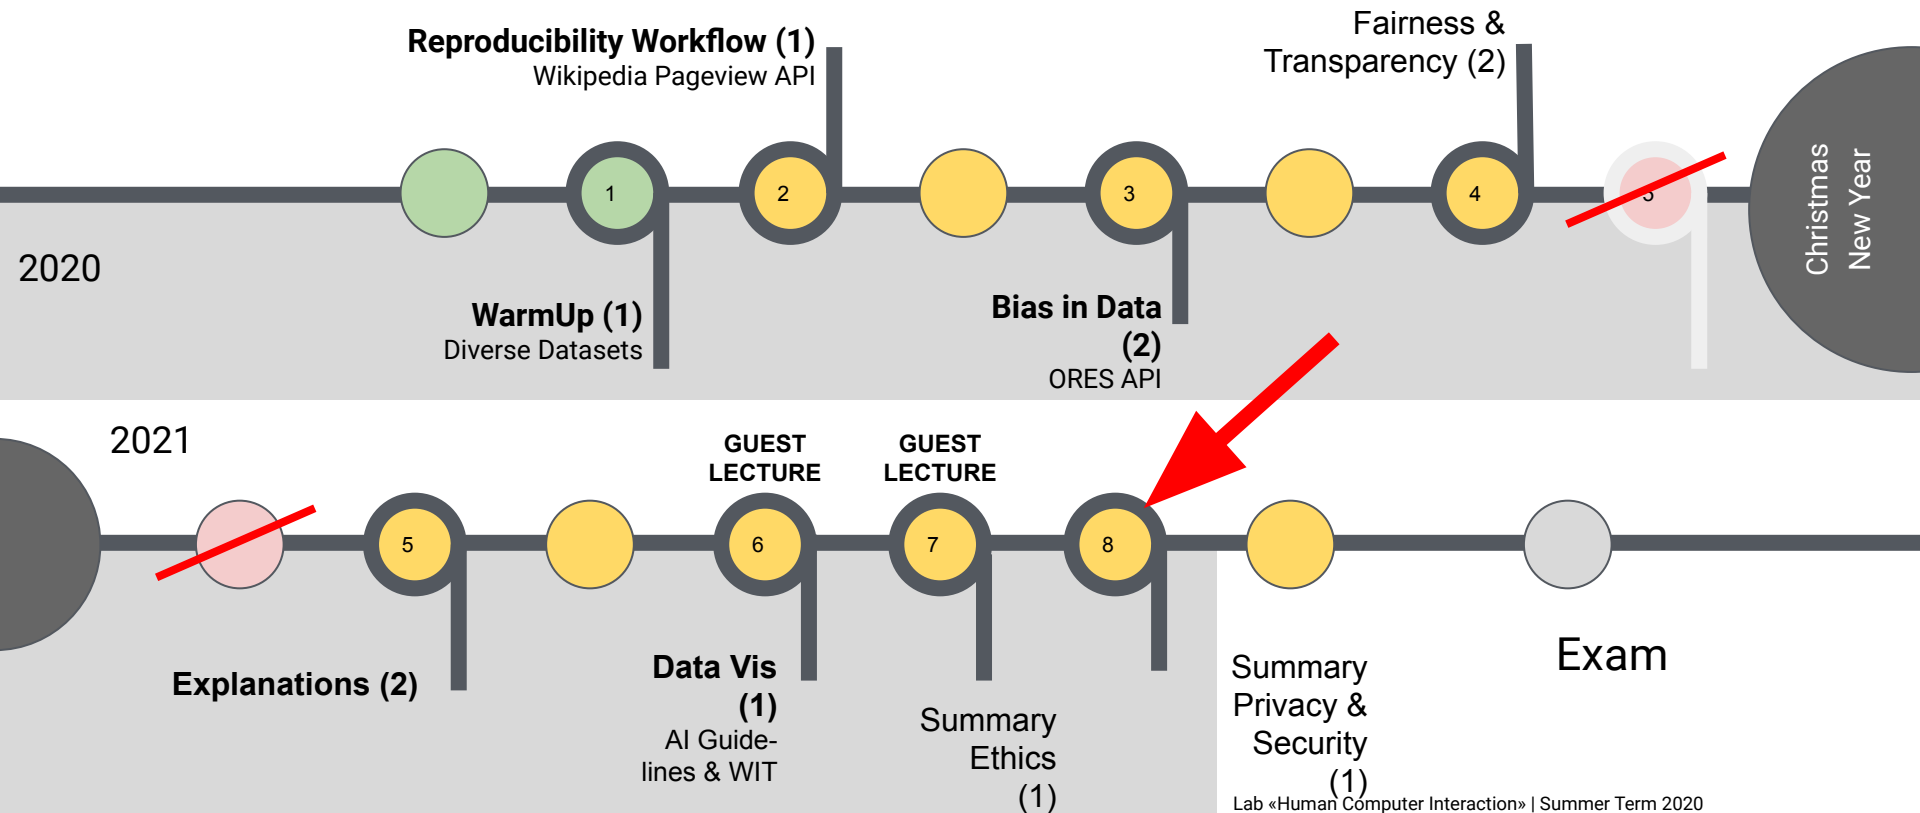 Reproducibility Workflow (1)
Wikipedia Pageview API
Fairness &
Transparency (2)
1
2
3
4
5
Christmas
New Year
2020
WarmUp (1)
Diverse Datasets
Bias in Data
(2)
ORES API
2021
GUEST
LECTURE
GUEST
LECTURE
5
6
7
8
Explanations (2)
Data Vis
(1)
AI Guide-
lines & WIT
Summary
Ethics
(1)
Summary
Privacy &
Security
(1)
Exam
Lab «Human Computer Interaction» | Summer Term 2020